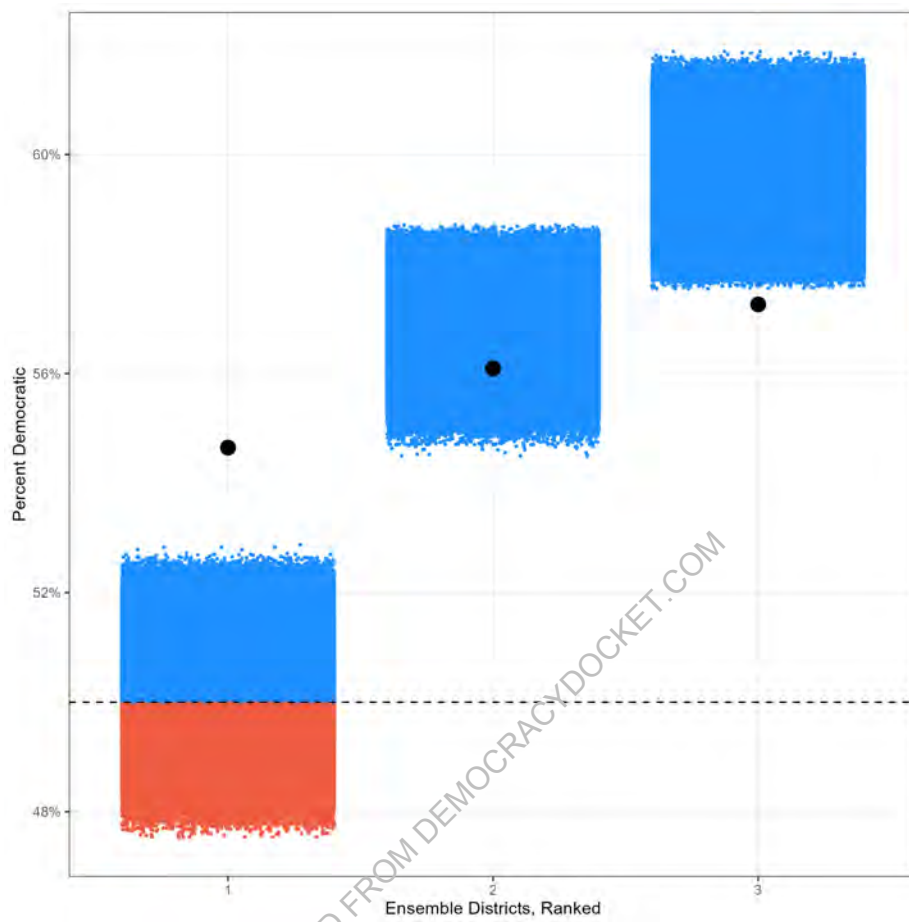 60%
56%
52%
48%
Percent Democratic
1 2 3
Ensemble Districts, Ranked
FROM DEMOCRACYDOCKET.COM